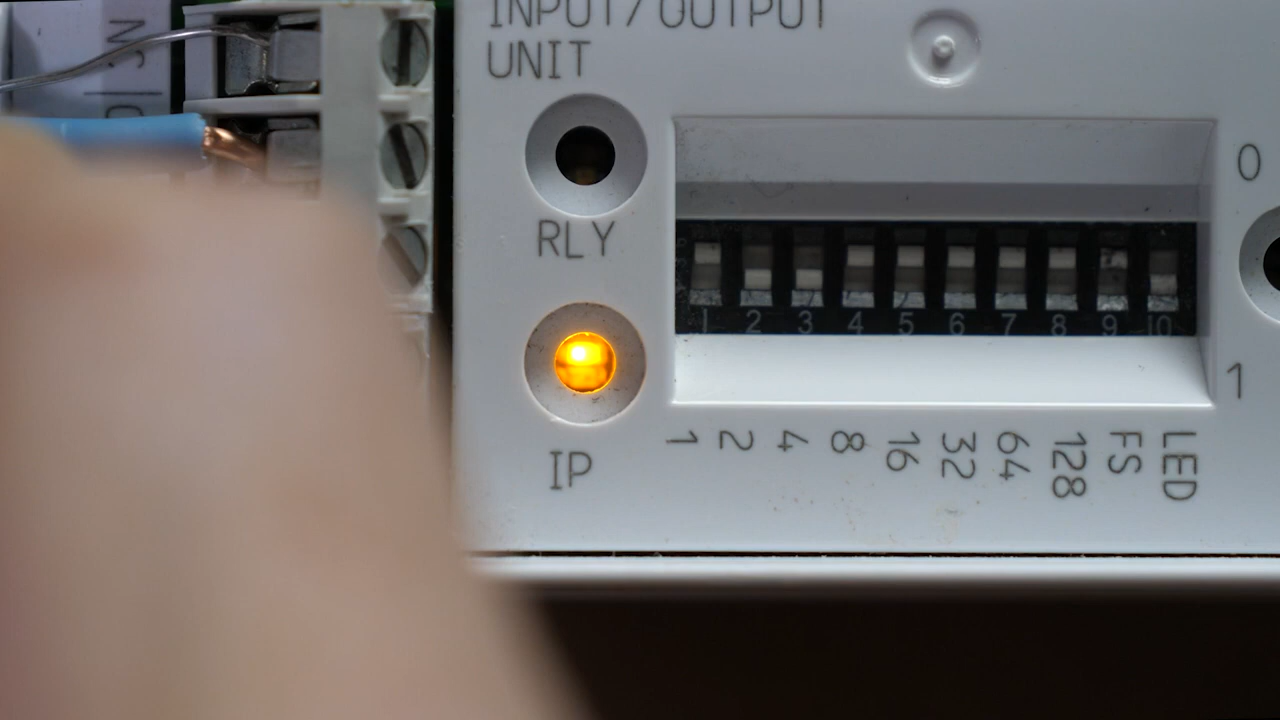 INPUT/OUTPUT
UNIT
RLY
IP
0
1
1 2 3 4 5 6 7 8 9 10
1 2 4 8 16 32 64 128 FS LED